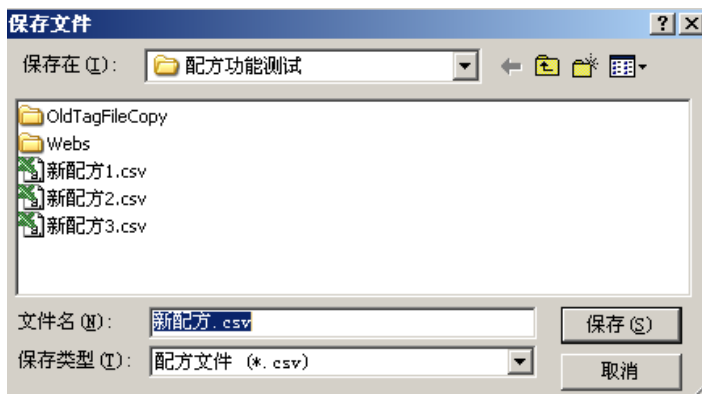 保存文件
保存在(I): 配方功能测试
OldTagFileCopy
Webs
新配方1.csv
新配方2.csv
新配方3.csv
文件名(N): 新配方.csv 保存(S)
保存类型(T): 配方文件 (*.csv) 取消